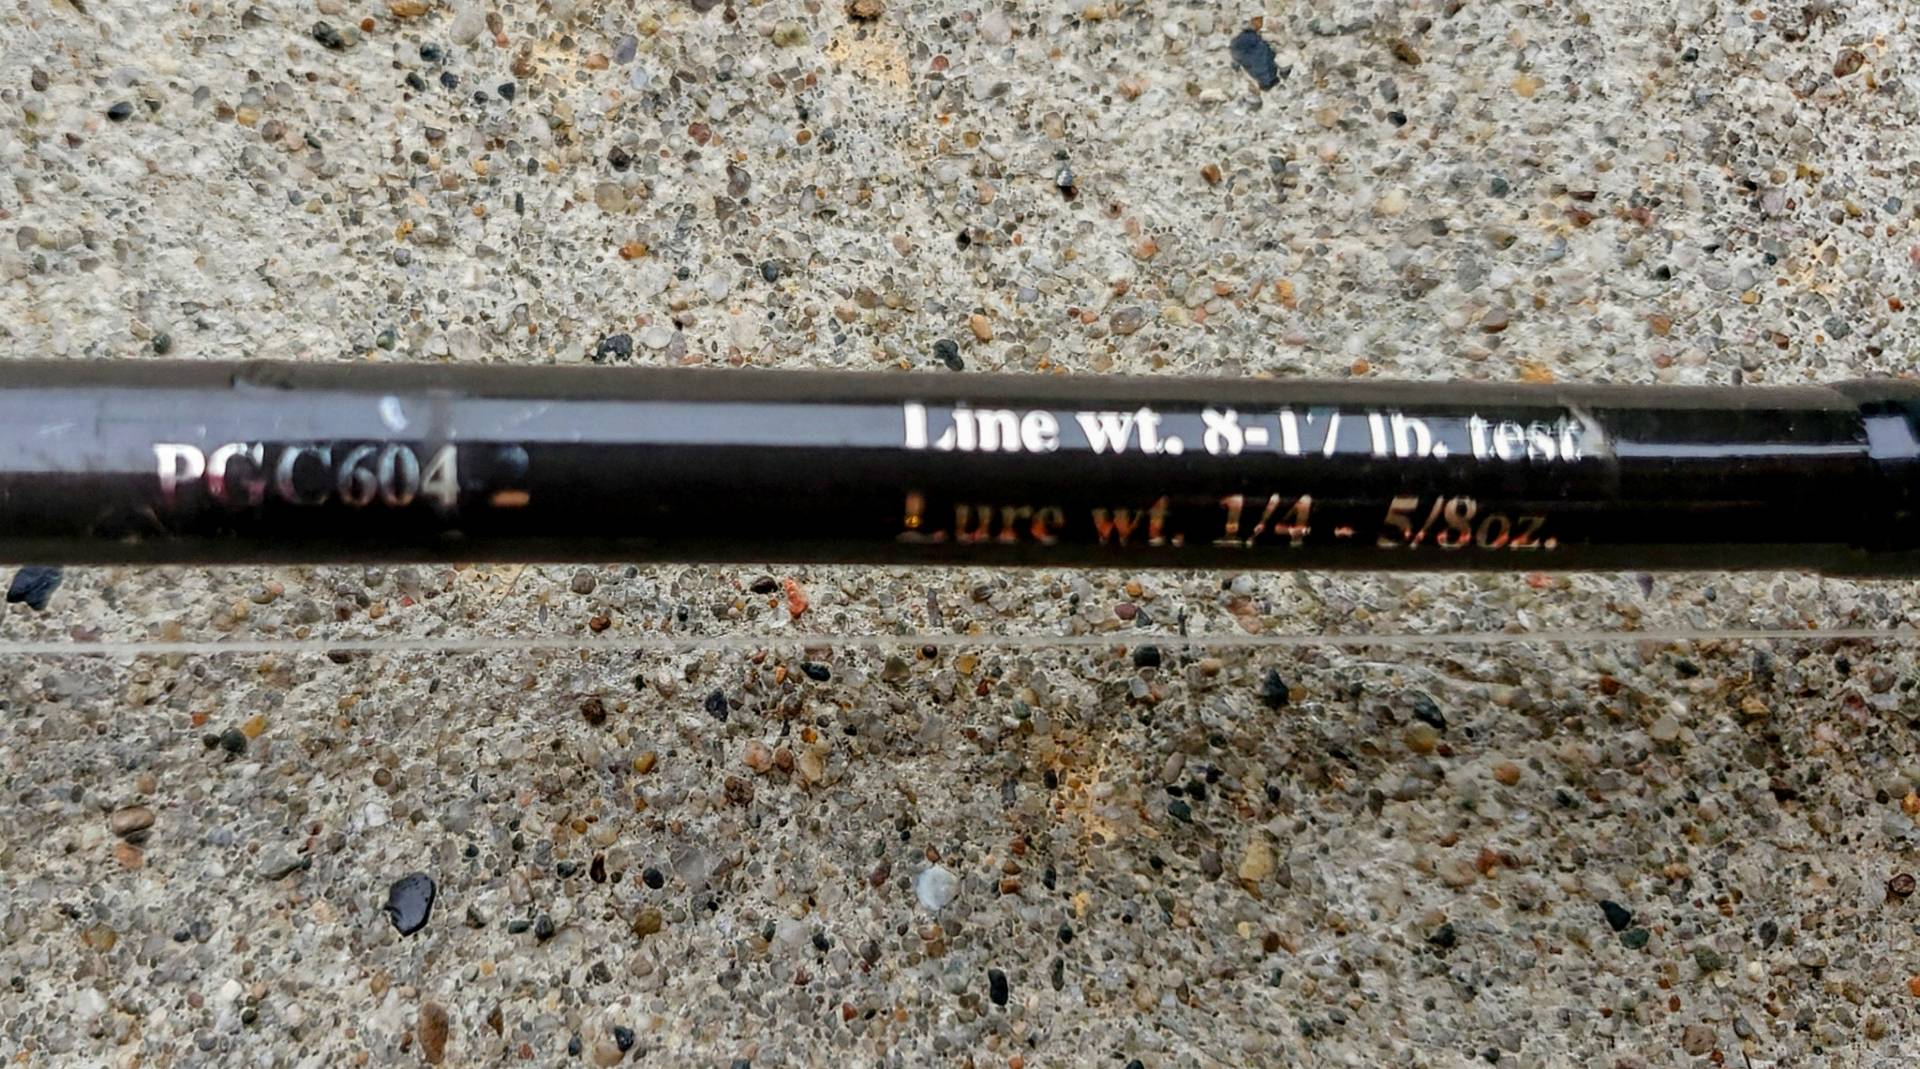 PGC604
Line wt. 8-17 lb. test
Lure wt. 1/4 - 5/8oz.